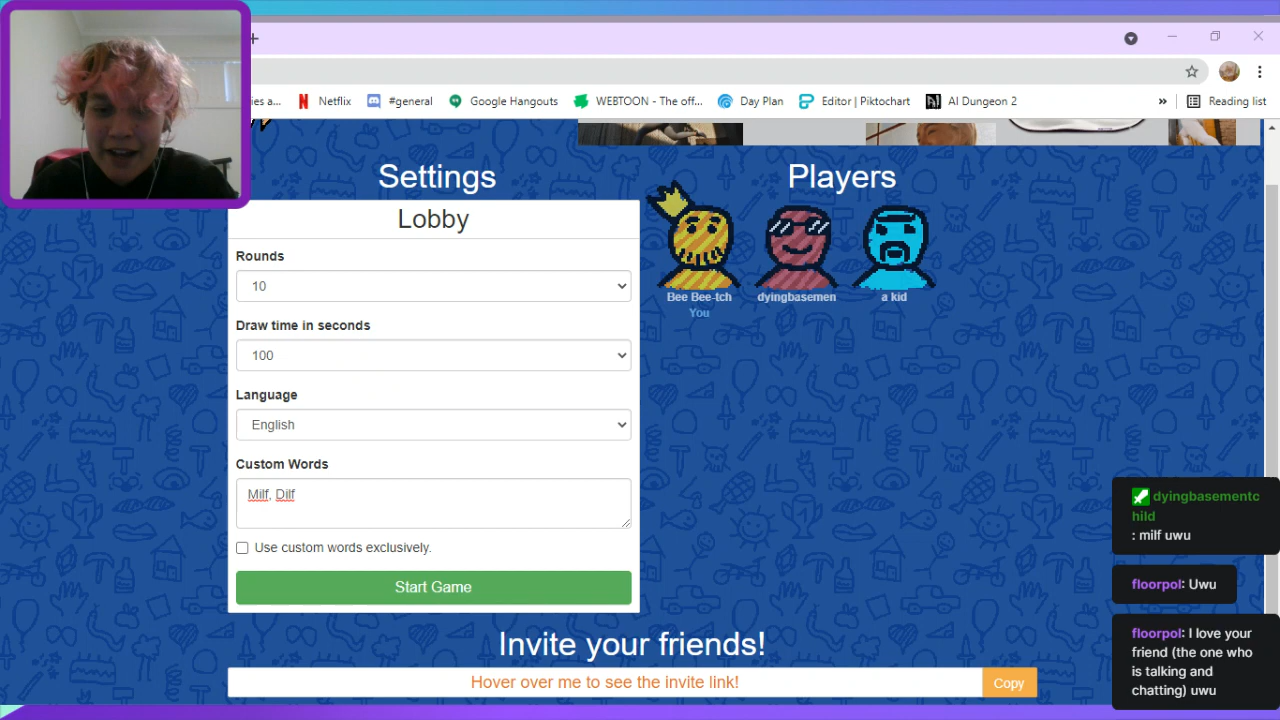 ies a...
Netflix
#general
Google Hangouts
WEBTOON - The off...
Day Plan
Editor | Piktochart
AI Dungeon 2
»
Reading list
Settings
Players
Lobby
Rounds
10
Draw time in seconds
100
Language
English
Custom Words
Milf, Dilf
Use custom words exclusively.
Start Game
Bee Bee-tch
You
dyingbasemen
a kid
Invite your friends!
Hover over me to see the invite link!
Copy
dyingbasementc
hild
: milf uwu
floorpol: Uwu
floorpol: I love your
friend (the one who
is talking and
chatting) uwu